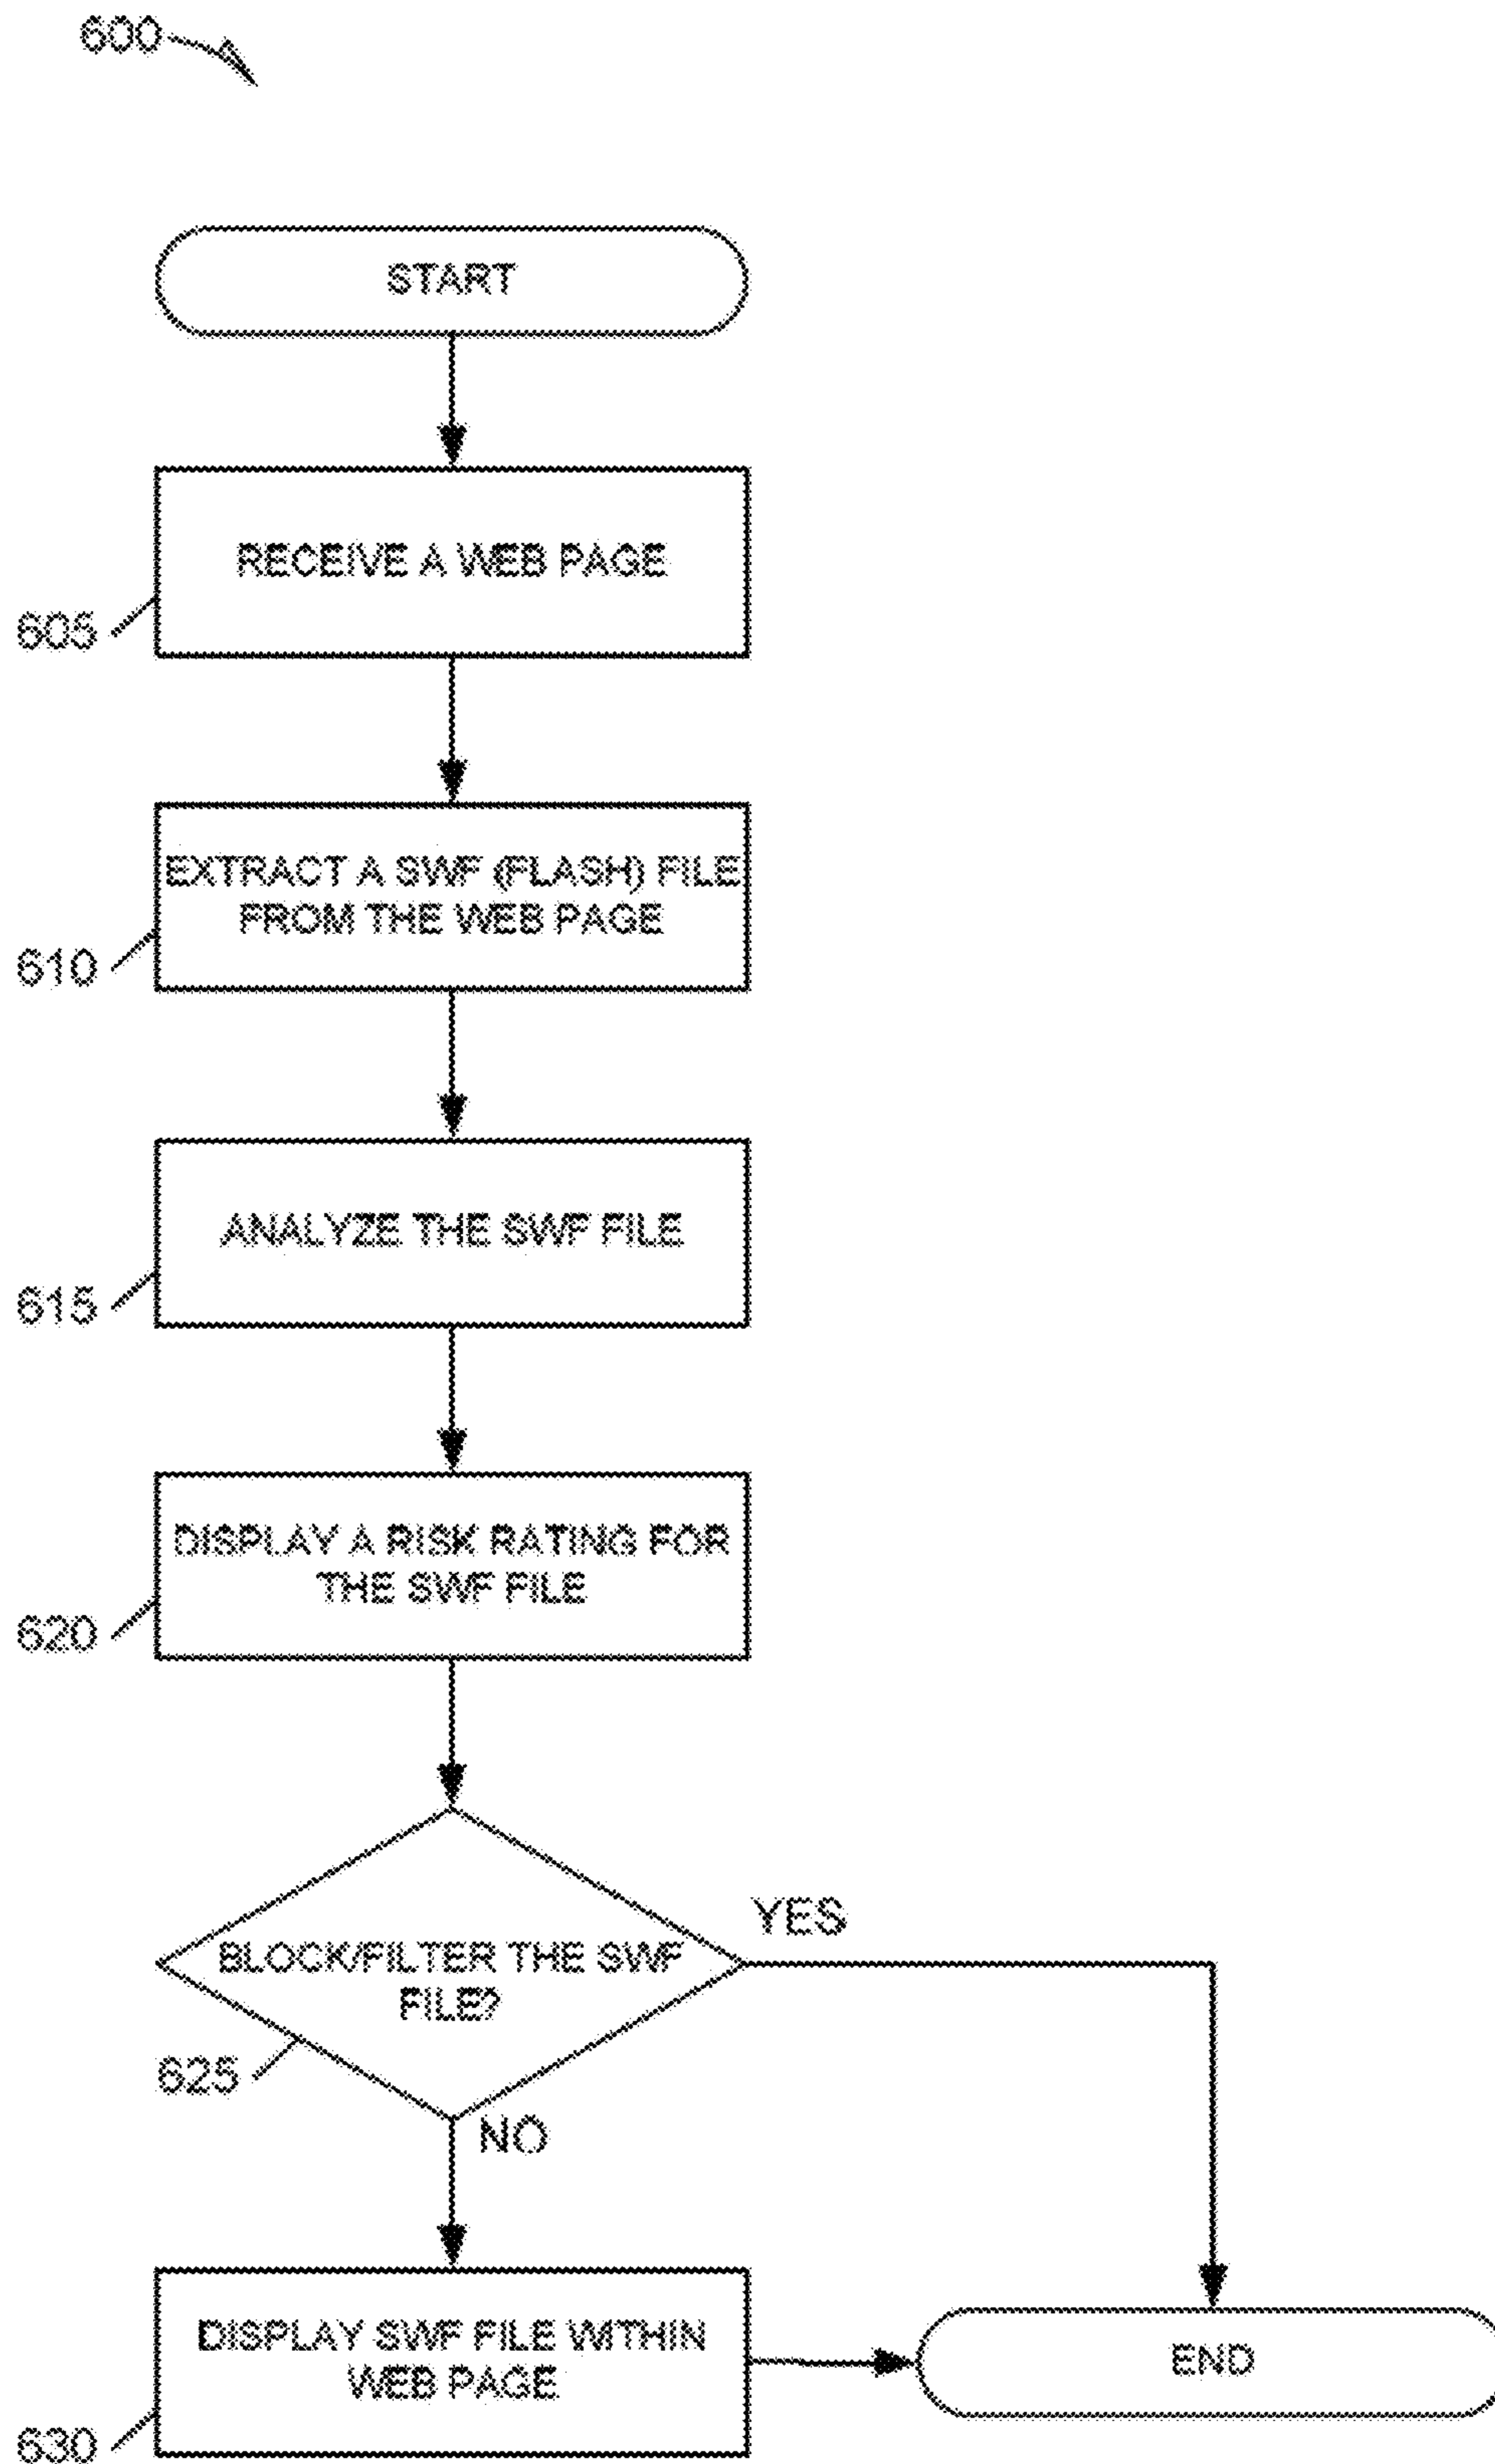 600
START
RECEIVE A WEB PAGE
605
EXTRACT A SWF (FLASH) FILE
FROM THE WEB PAGE
610
ANALYZE THE SWF FILE
615
DISPLAY A RISK RATING FOR
THE SWF FILE
620
YES
BLOCK/FILTER THE SWF
FILE?
625
NO
DISPLAY SWF FILE WITHIN
WEB PAGE
END
630